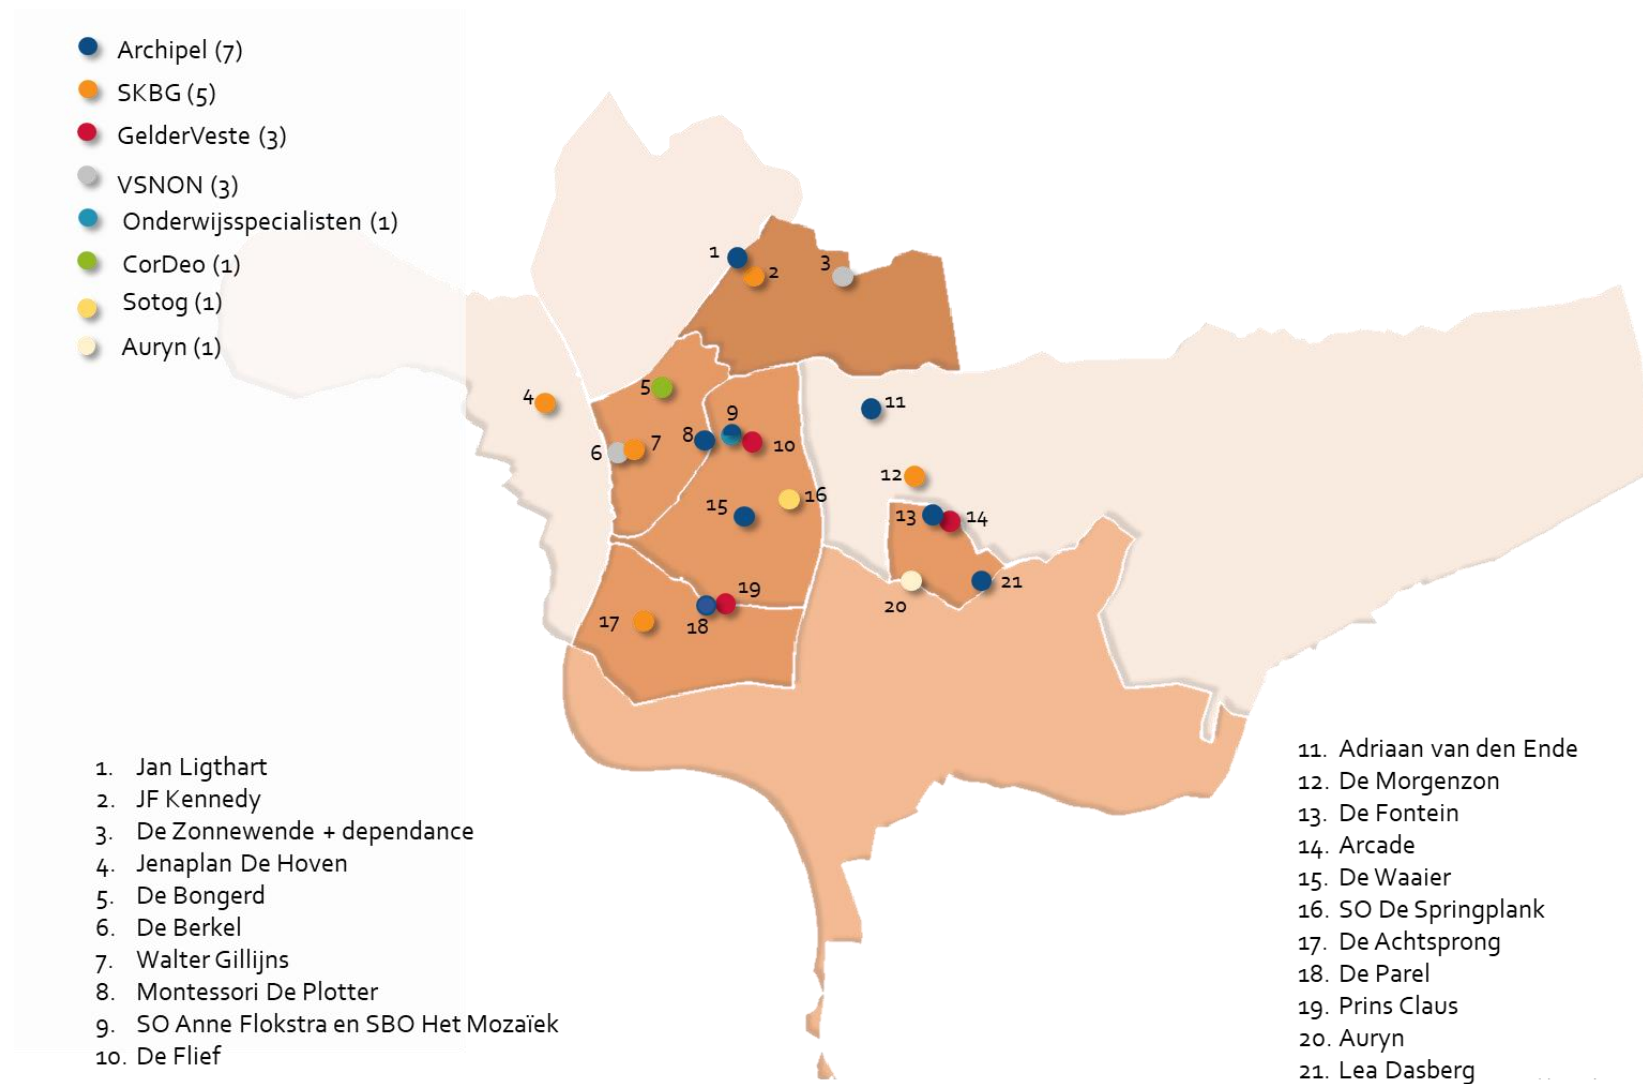 Archipel (7)
SKBG (5)
GelderVeste (3)
VSNON (3)
Onderwijsspecialisten (1)
CorDeo (1)
Sotog (1)
Auryn (1)
1
2
3
4
5
6
7
8
9
10
11
12
13
14
15
16
17
18
19
20
21
1. Jan Ligthart
2. JF Kennedy
3. De Zonnewende + dependance
4. Jenaplan De Hoven
5. De Bongerd
6. De Berkel
7. Walter Gillijns
8. Montessori De Plotter
9. SO Anne Flokstra en SBO Het Mozaïek
10. De Flief
11. Adriaan van den Ende
12. De Morgenzon
13. De Fontein
14. Arcade
15. De Waaier
16. SO De Springplank
17. De Achtsprong
18. De Parel
19. Prins Claus
20. Auryn
21. Lea Dasberg